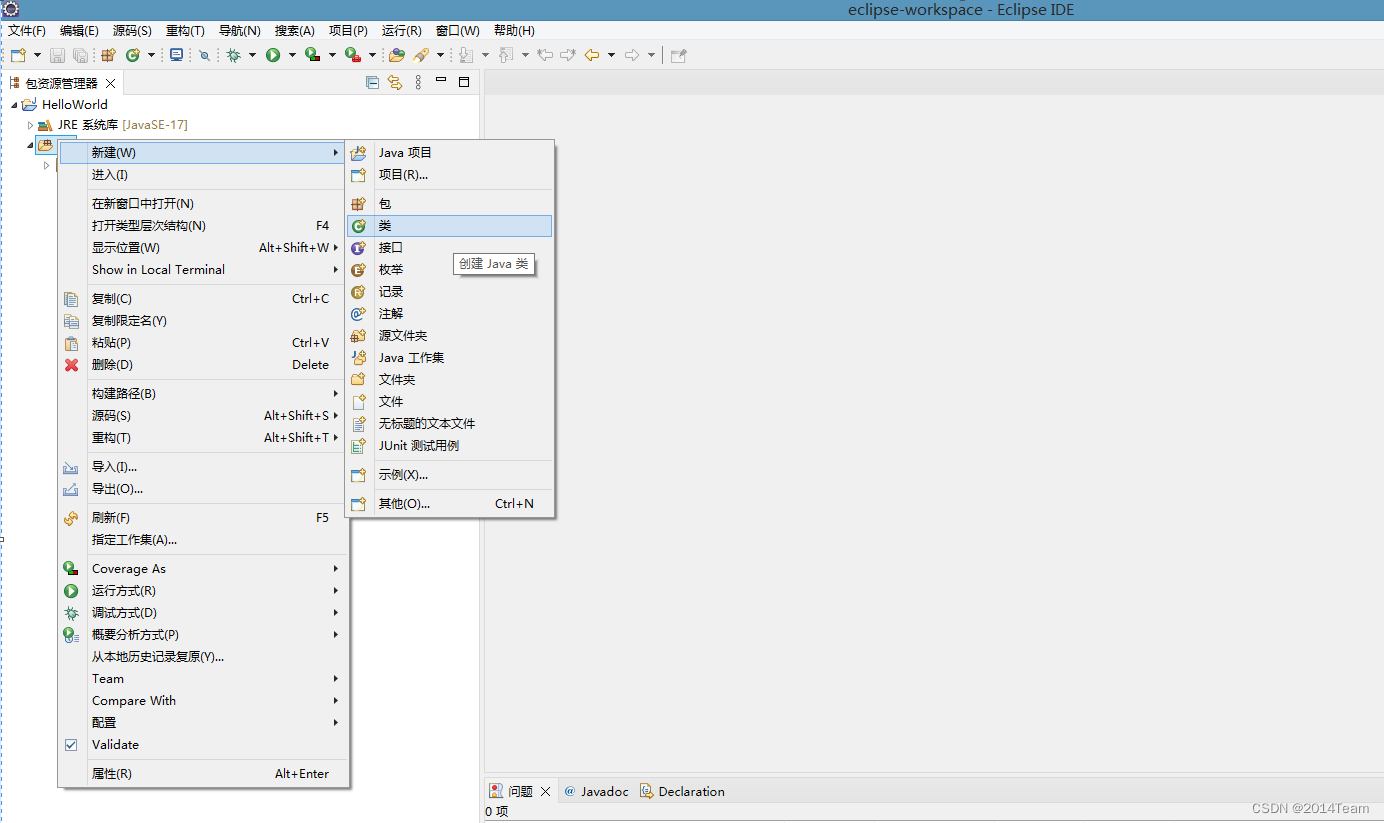 eclipse-workspace - Eclipse IDE
文件(F) 编辑(E) 源码(S) 重构(T) 导航(N) 搜索(A) 项目(P) 运行(R) 窗口(W) 帮助(H)
包资源管理器
HelloWorld
JRE 系统库 [JavaSE-17]
新建(W)
进入(I)
在新窗口中打开(N)
打开类型层次结构(N) F4
显示位置(W) Alt+Shift+W
Show in Local Terminal
复制(C) Ctrl+C
复制限定名(Y)
粘贴(P) Ctrl+V
删除(D) Delete
构建路径(B)
源码(S) Alt+Shift+S
重构(T) Alt+Shift+T
导入(I)...
导出(O)...
刷新(F) F5
指定工作集(A)...
Coverage As
运行方式(R)
调试方式(D)
概要分析方式(P)
从本地历史记录复原(Y)...
Team
Compare With
配置
Validate
属性(R) Alt+Enter
Java 项目
项目(R)...
包
类
接口
创建 Java 类
枚举
记录
注解
源文件夹
Java 工作集
文件夹
文件
无标题的文本文件
JUnit 测试用例
示例(X)...
其他(O)... Ctrl+N
问题 @ Javadoc Declaration
0 项
CSDN @2014Team